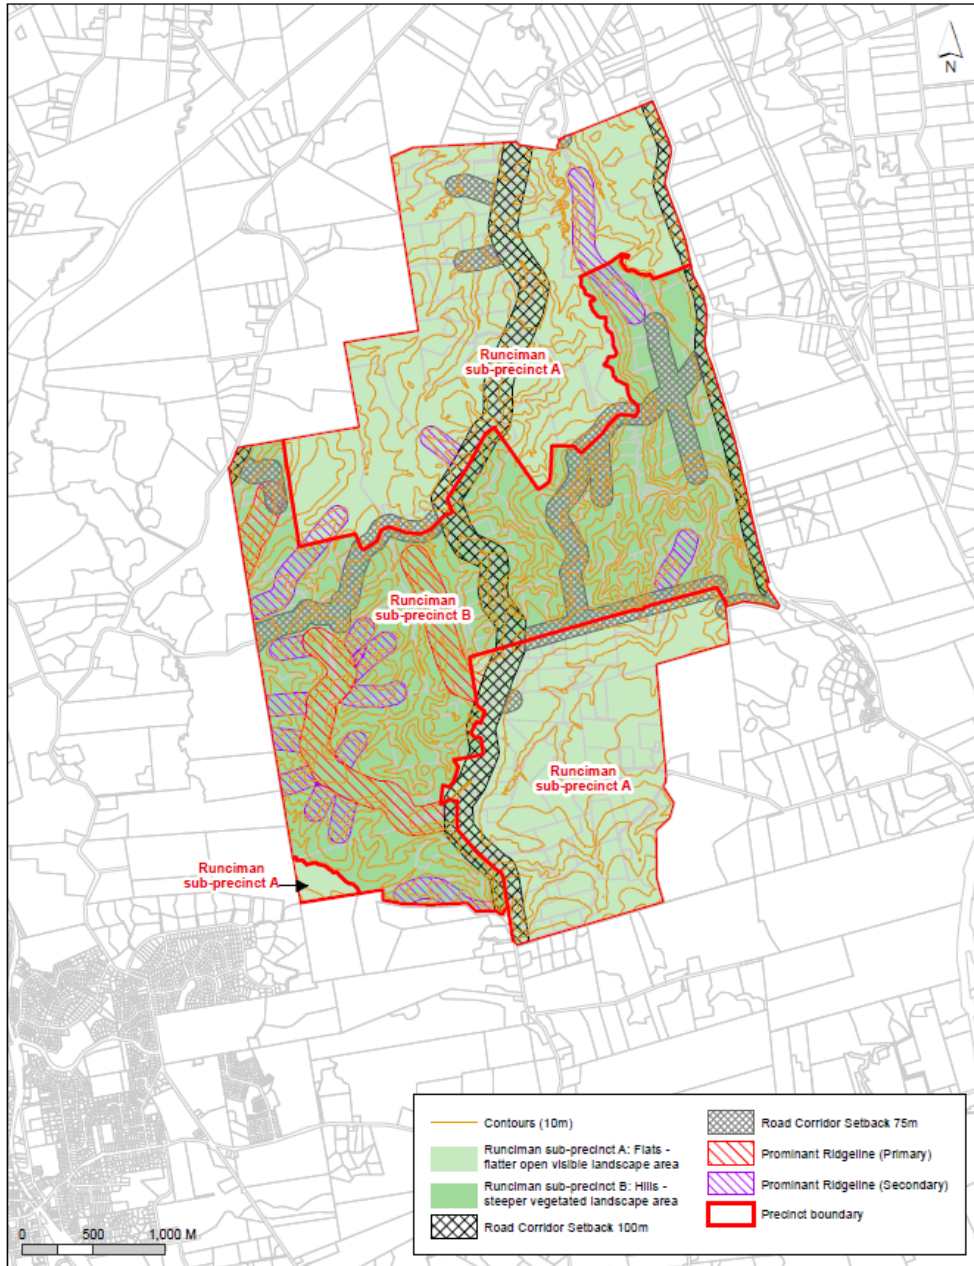 N
Runciman
sub-precinct A
Runciman
sub-precinct B
Runciman
sub-precinct A
Runciman
sub-precinct A
Contours (10m)
Runciman sub-precinct A: Flats -
flatter open visible landscape area
Runciman sub-precinct B: Hills -
steeper vegetated landscape area
Road Corridor Setback 100m
Road Corridor Setback 75m
Prominant Ridgeline (Primary)
Prominant Ridgeline (Secondary)
Precinct boundary
0 500 1,000 M